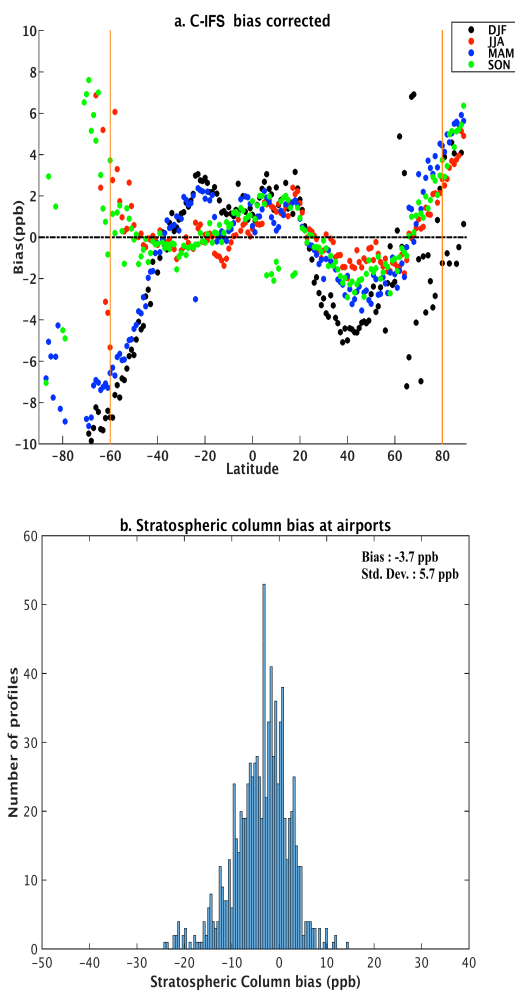 a. C-IFS bias corrected
DJF
JJA
MAM
SON
10
8
6
4
2
0
−2
−4
−6
−8
−10
Bias(ppb)
−80 −60 −40 −20 0 20 40 60 80
Latitude
b. Stratospheric column bias at airports
Bias : -3.7 ppb
Std. Dev. : 5.7 ppb
60
50
40
30
20
10
0
Number of profiles
-50 -40 -30 -20 -10 0 10 20 30 40
Stratospheric Column bias (ppb)